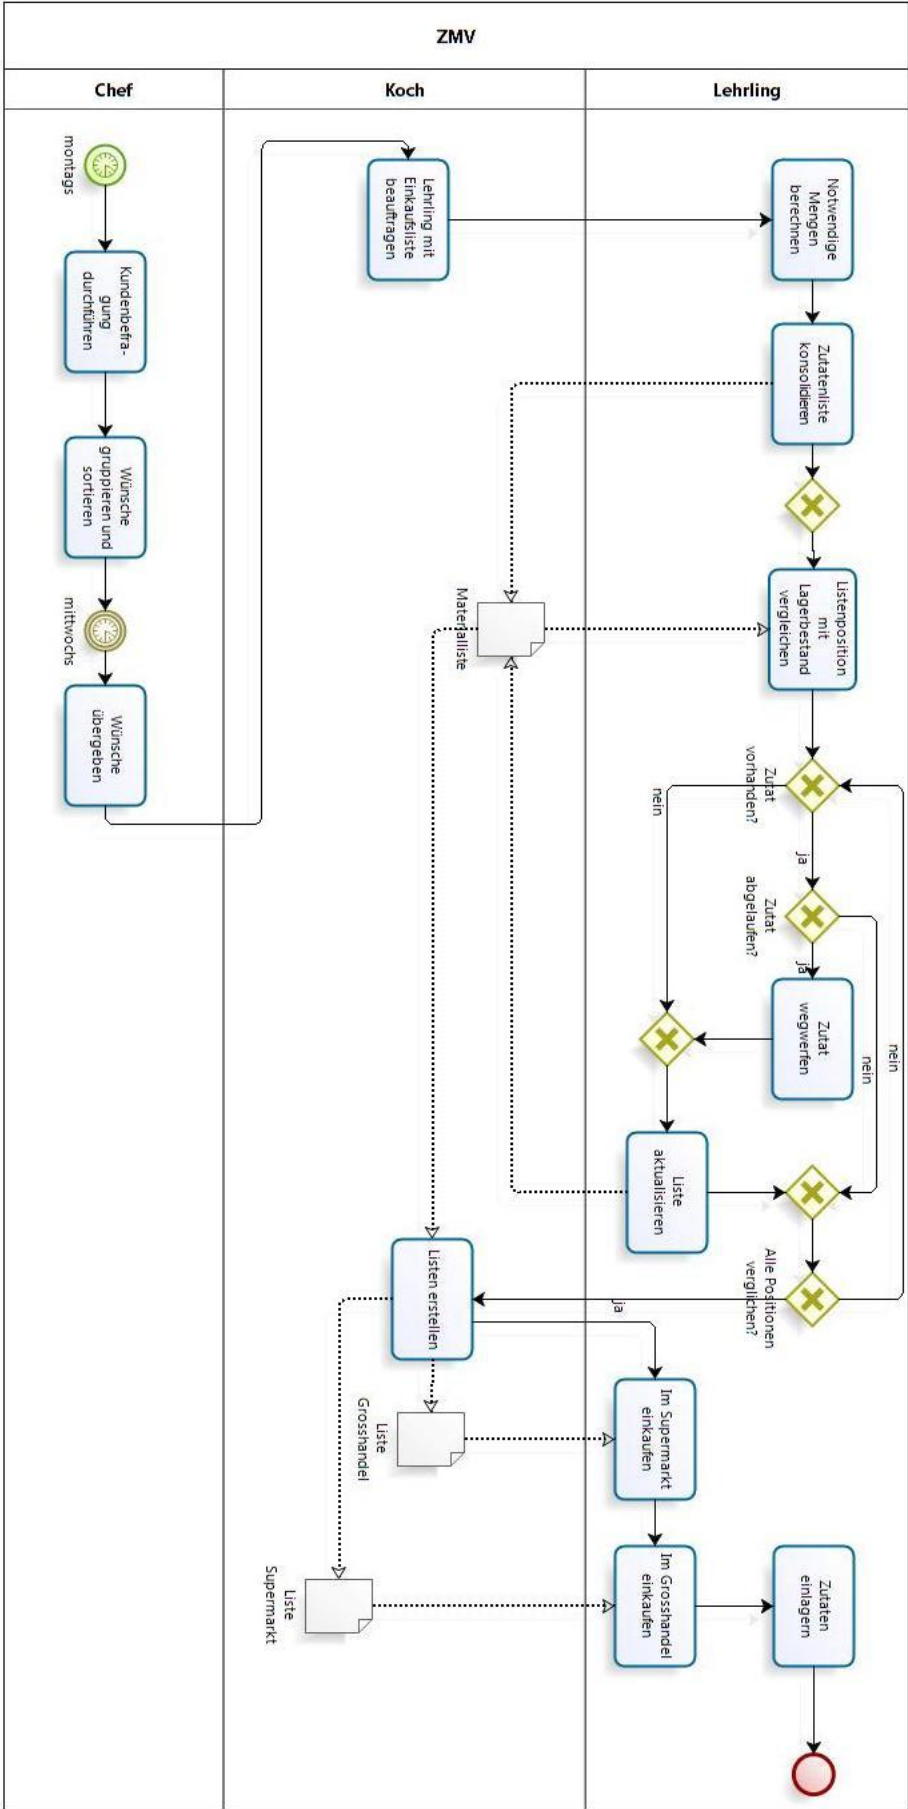 ZMV
Chef
Koch
Lehrling
montags
Kundenbefra-
gung
durchführen
Wünsche
gruppieren und
sortieren
mittwochs
Wünsche
übergeben
Lehrling mit
Einkaufsliste
beauftragen
Notwendige
Mengen
berechnen
Zutatenliste
konsolidieren
Listenposition
mit
Lagerbestand
vergleichen
Materialliste
Zutat
vorhanden?
nein
ja
Zutat
abgelaufen?
ja
nein
nein
Zutat
wegwerfen
Liste
aktualisieren
Alle Positionen
verglichen?
ja
Listen erstellen
Liste
Grosshandel
Liste
Supermarkt
Im Supermarkt
einkaufen
Im Grosshandel
einkaufen
Zutaten
einlagern